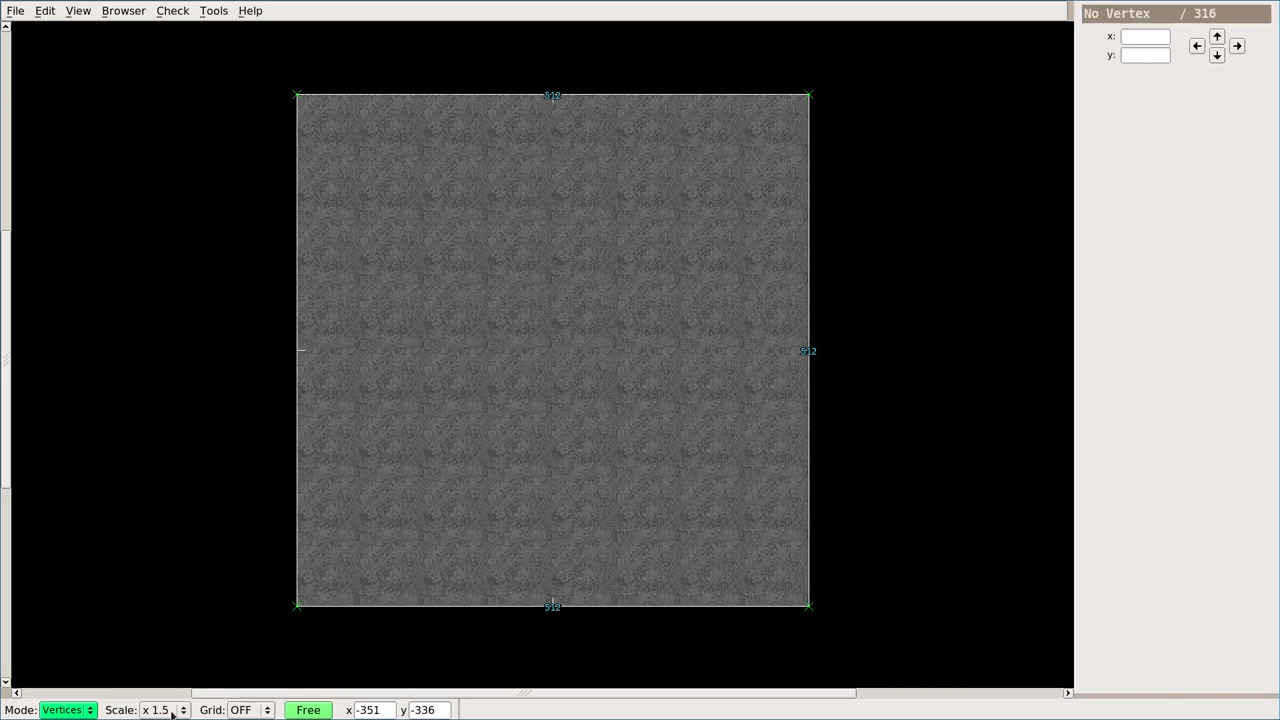 File Edit View Browser Check Tools Help
No Vertex / 316
x:
y:
512
512
512
Mode: Vertices Scale: x 1.5 Grid: OFF Free x -351 y -336